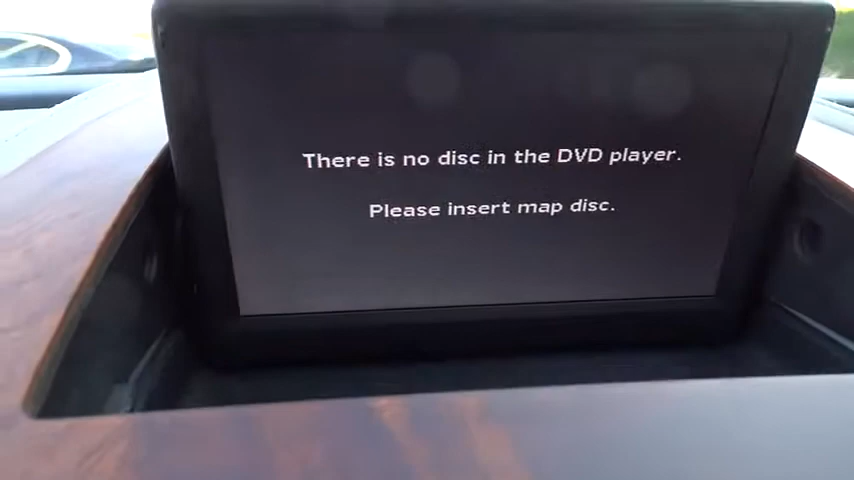 There is no disc in the DVD player.
Please insert map disc.